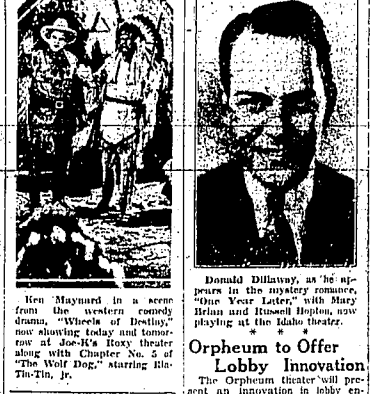 Ken Maynard in a scene
from the western comedy
drama, "Wheels of Destiny,"
now showing today and tomor-
row at Joe-K's Roxy theater
along with Chapter No. 5 of
"The Wolf Dog," starring Rin-
Tin-Tin, Jr.
Donald Dillawny, as he ap-
pears in the mystery romance,
"One Year Later," with Mary
Brian and Russell Hopton, now
playing at the Idaho theater.
* * *
Orpheum to Offer
Lobby Innovation
The Orpheum theater will pre-
sent an innovation in lobby en-